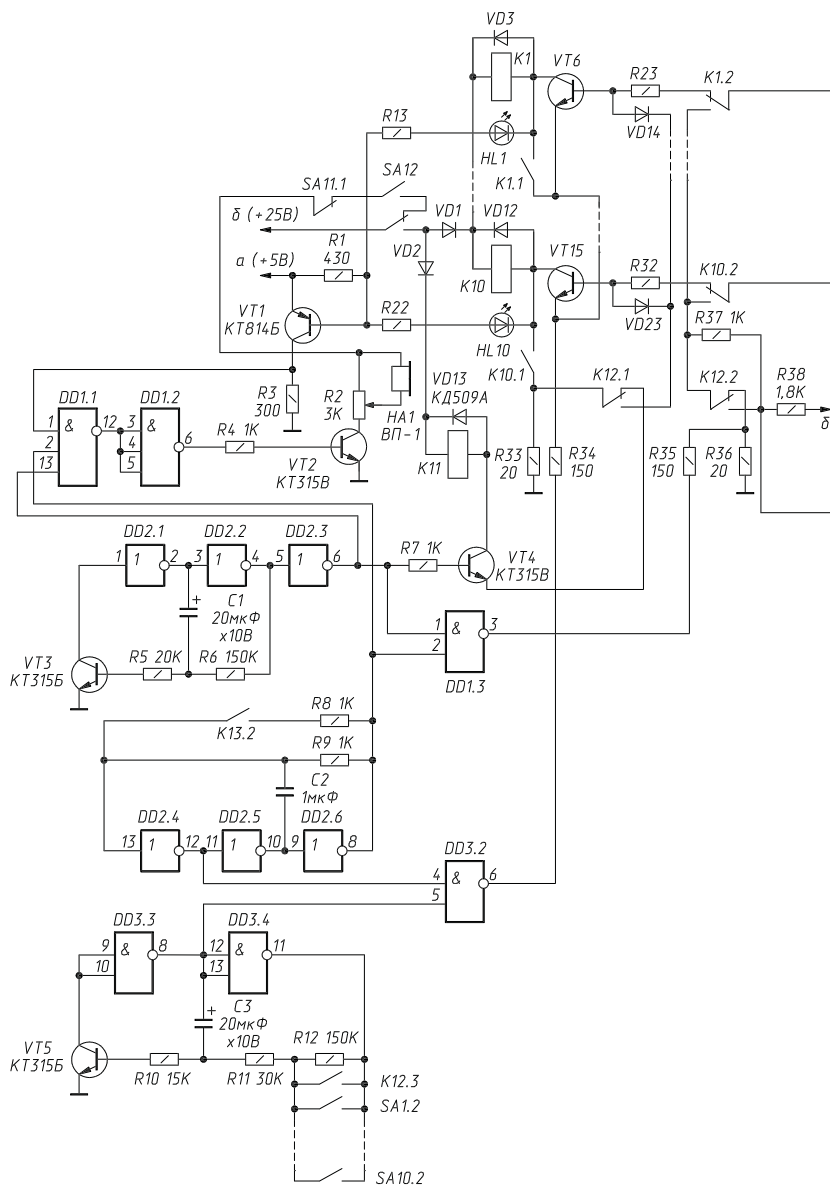 VD3
K1
VT6
R23
K1.2
VD14
R13
HL1
K1.1
SA11.1
SA12
δ (+25В)
VD1
VD12
VT15
R32
K10.2
R1
430
VD2
K10
а (+5В)
VD23
R37 1К
VT1
КТ814Б
R22
HL10
K10.1
K12.1
K12.2
R38
1,8К
δ
VD13
КД509А
R3
300
R2
3К
HA1
ВП-1
DD1.1
DD1.2
1
2
13
&
12
3
4
5
&
6
R4 1К
VT2
КТ315В
K11
R33
20
R34
150
R35
150
R36
20
DD2.1
DD2.2
DD2.3
1
1
2
3
1
4
5
1
6
R7 1К
VT4
КТ315В
+
C1
20мкФ
х10В
1
2
&
3
DD1.3
VT3
КТ315Б
R5 20К
R6 150К
K13.2
R8 1К
R9 1К
C2
1мкФ
DD2.4
DD2.5
DD2.6
13
1
12
11
1
10
9
1
8
DD3.2
4
5
&
6
DD3.3
DD3.4
9
10
&
8
12
13
&
11
+
C3
20мкФ
х10В
R12 150К
VT5
КТ315Б
R10 15К
R11 30К
K12.3
SA1.2
SA10.2